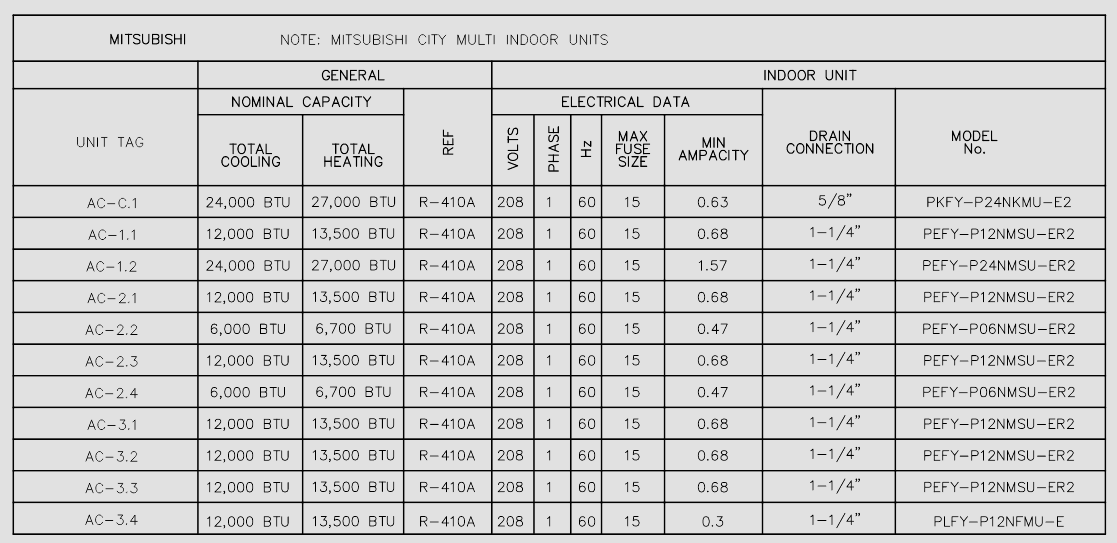 MITSUBISHI NOTE: MITSUBISHI CITY MULTI INDOOR UNITS
GENERAL INDOOR UNIT
UNIT TAG NOMINAL CAPACITY REF ELECTRICAL DATA DRAIN CONNECTION MODEL No.
TOTAL COOLING TOTAL HEATING VOLTS PHASE Hz MAX FUSE SIZE MIN AMPACITY
AC-C.1 24,000 BTU 27,000 BTU R-410A 208 1 60 15 0.63 5/8" PKFY-P24NKMU-E2
AC-1.1 12,000 BTU 13,500 BTU R-410A 208 1 60 15 0.68 1-1/4" PEFY-P12NMSU-ER2
AC-1.2 24,000 BTU 27,000 BTU R-410A 208 1 60 15 1.57 1-1/4" PEFY-P24NMSU-ER2
AC-2.1 12,000 BTU 13,500 BTU R-410A 208 1 60 15 0.68 1-1/4" PEFY-P12NMSU-ER2
AC-2.2 6,000 BTU 6,700 BTU R-410A 208 1 60 15 0.47 1-1/4" PEFY-P06NMSU-ER2
AC-2.3 12,000 BTU 13,500 BTU R-410A 208 1 60 15 0.68 1-1/4" PEFY-P12NMSU-ER2
AC-2.4 6,000 BTU 6,700 BTU R-410A 208 1 60 15 0.47 1-1/4" PEFY-P06NMSU-ER2
AC-3.1 12,000 BTU 13,500 BTU R-410A 208 1 60 15 0.68 1-1/4" PEFY-P12NMSU-ER2
AC-3.2 12,000 BTU 13,500 BTU R-410A 208 1 60 15 0.68 1-1/4" PEFY-P12NMSU-ER2
AC-3.3 12,000 BTU 13,500 BTU R-410A 208 1 60 15 0.68 1-1/4" PEFY-P12NMSU-ER2
AC-3.4 12,000 BTU 13,500 BTU R-410A 208 1 60 15 0.3 1-1/4" PLFY-P12NFMU-E